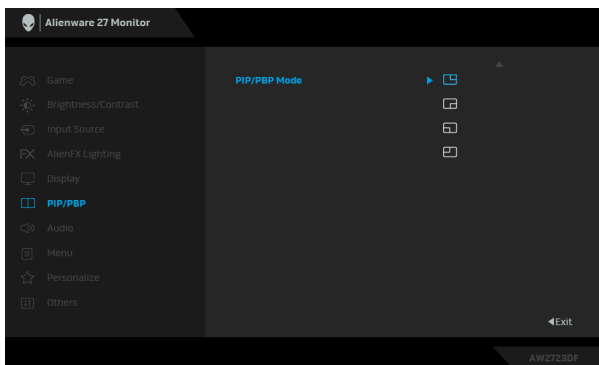 Alienware 27 Monitor
Game
PIP/PBP Mode
Brightness/Contrast
Input Source
AlienFX Lighting
Display
PIP/PBP
Audio
Menu
Personalize
Others
Exit
AW2723DF